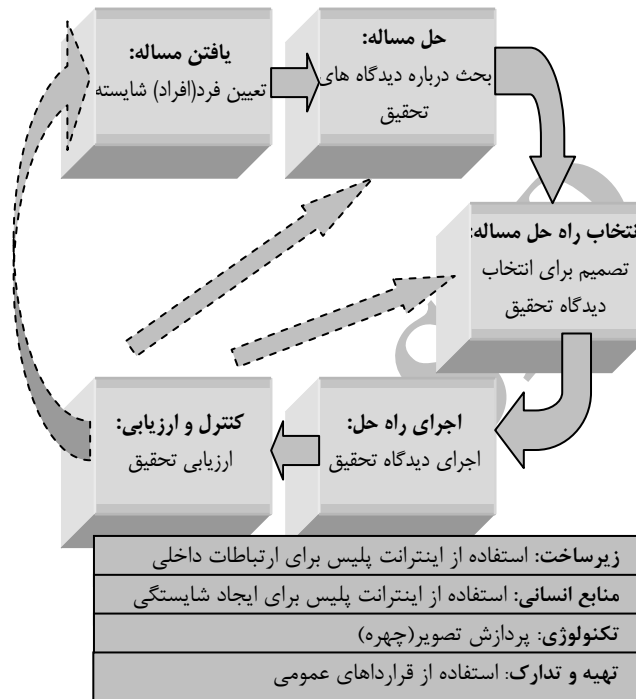 یافتن مساله:
تعیین فرد(افراد) شایسته
حل مساله:
بحث درباره دیدگاه های
تحقیق
نتخاب راه حل مساله:
تصمیم برای انتخاب
دیدگاه تحقیق
اجرای راه حل:
اجرای دیدگاه تحقیق
کنترل و ارزیابی:
ارزیابی تحقیق
زیرساخت: استفاده از اینترانت پلیس برای ارتباطات داخلی
منابع انسانی: استفاده از اینترانت پلیس برای ایجاد شایستگی
تکنولوژی: پردازش تصویر(چهره)
تهیه و تدارک: استفاده از قراردادهای عمومی